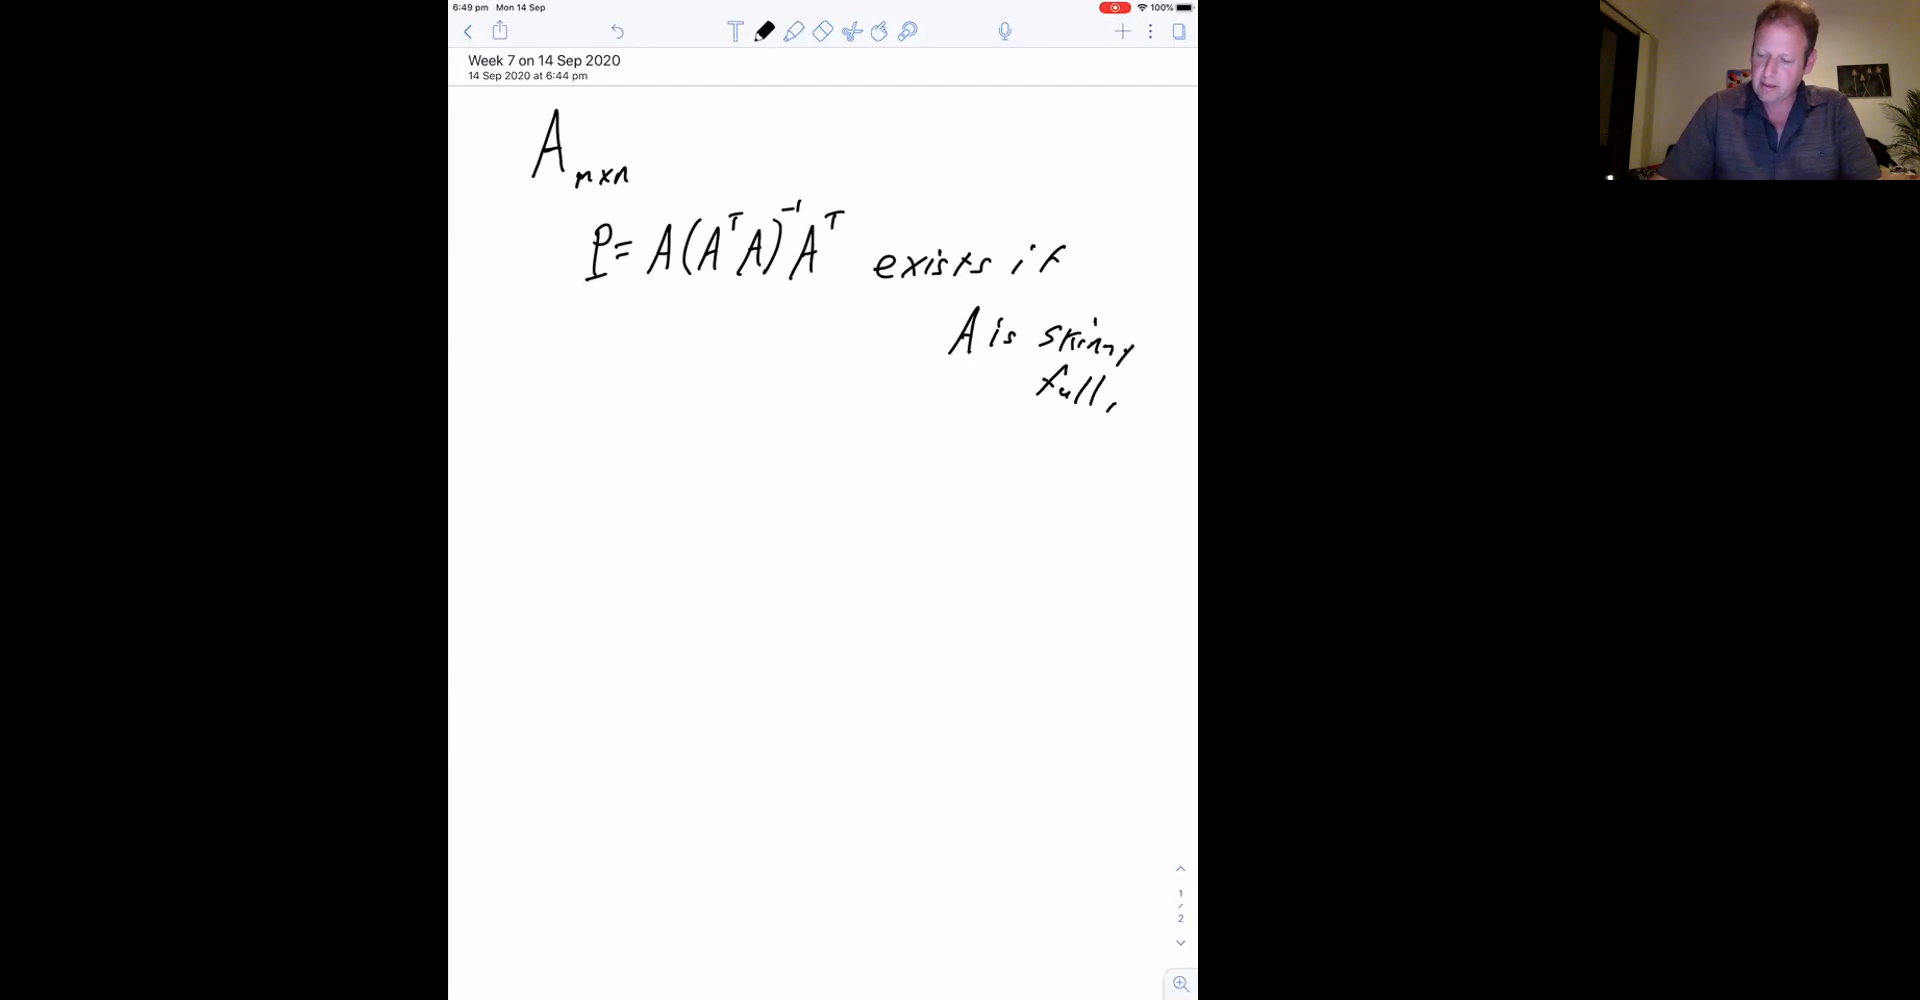 6:49 pm Mon 14 Sep 100%
Week 7 on 14 Sep 2020
14 Sep 2020 at 6:44 pm
A m×n
P = A(AᵀA)⁻¹Aᵀ exists if
A is skinny
full,
1
/
2